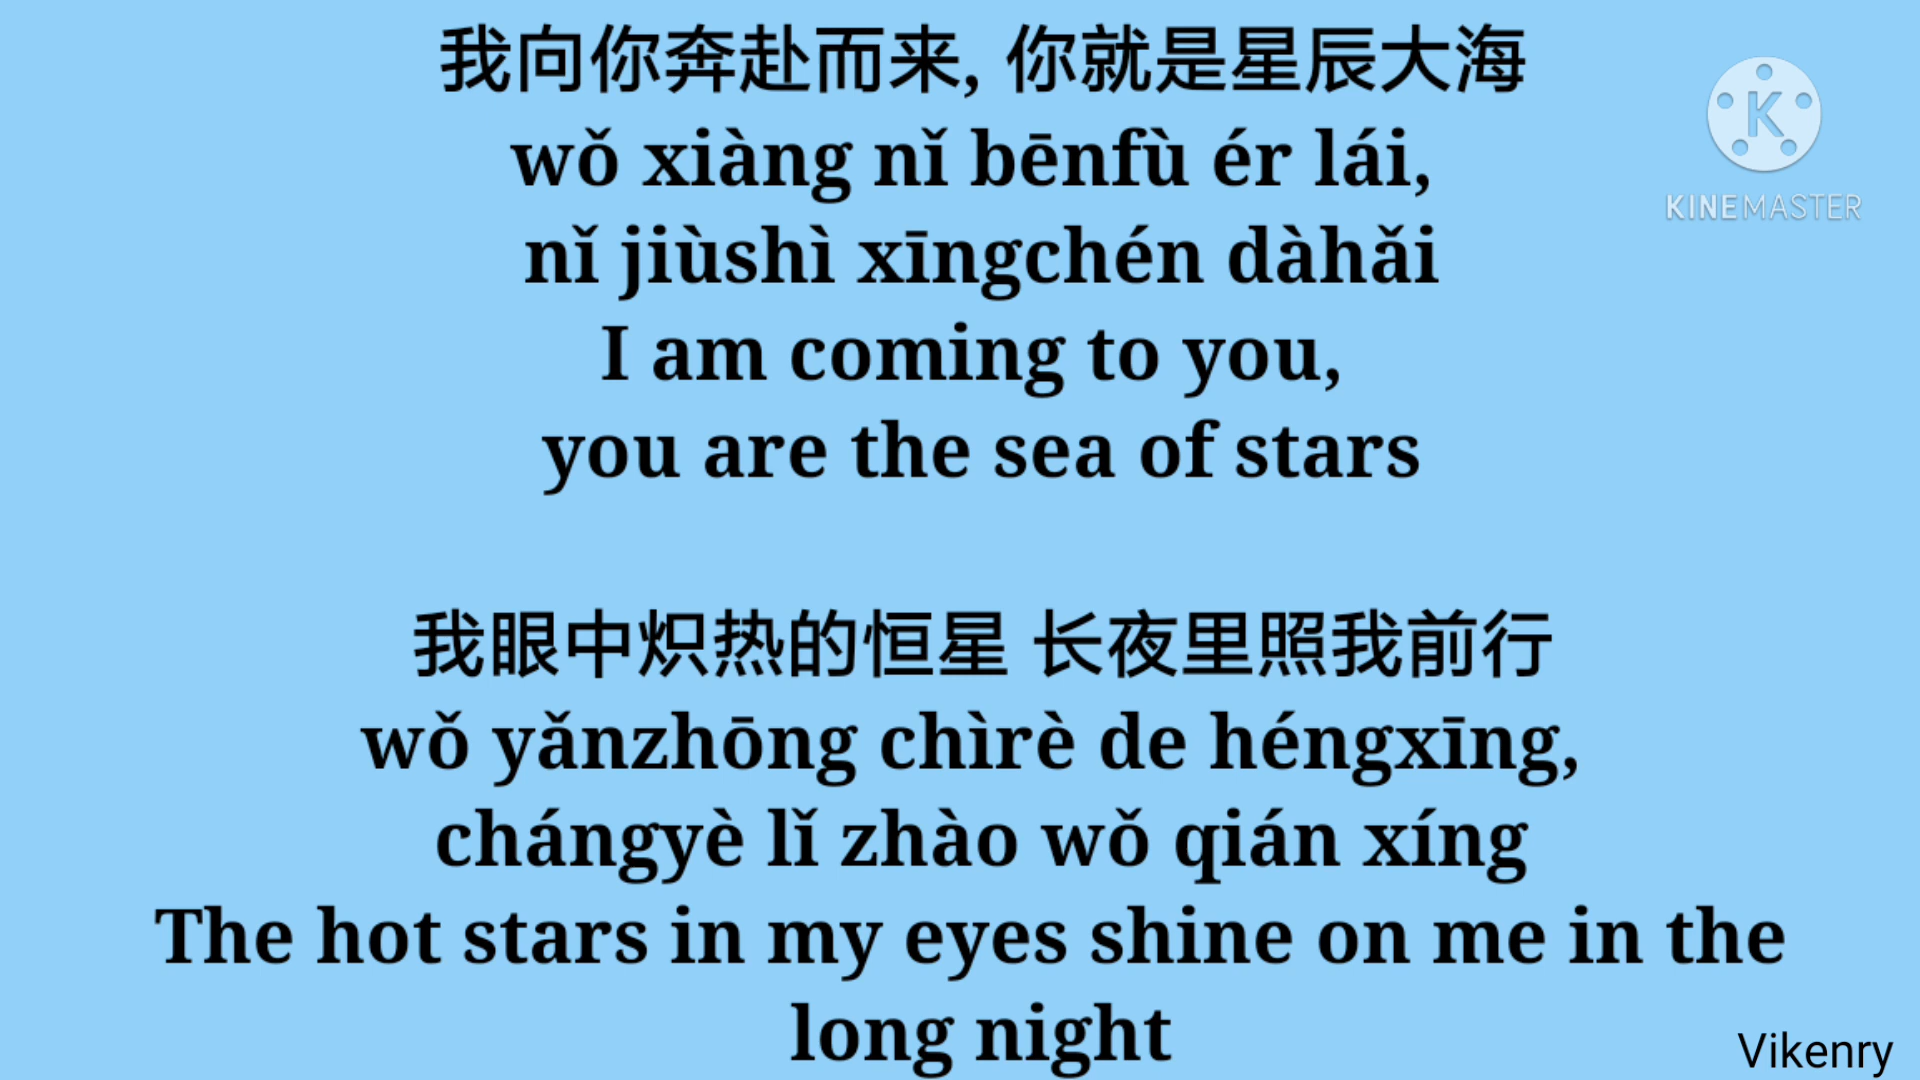 我向你奔赴而来, 你就是星辰大海
wǒ xiàng nǐ bēnfù ér lái,
nǐ jiùshì xīngchén dàhǎi
I am coming to you,
you are the sea of stars
我眼中炽热的恒星 长夜里照我前行
wǒ yǎnzhōng chìrè de héngxīng,
chángyè lǐ zhào wǒ qián xíng
The hot stars in my eyes shine on me in the
long night
K
KINEMASTER
Vikenry